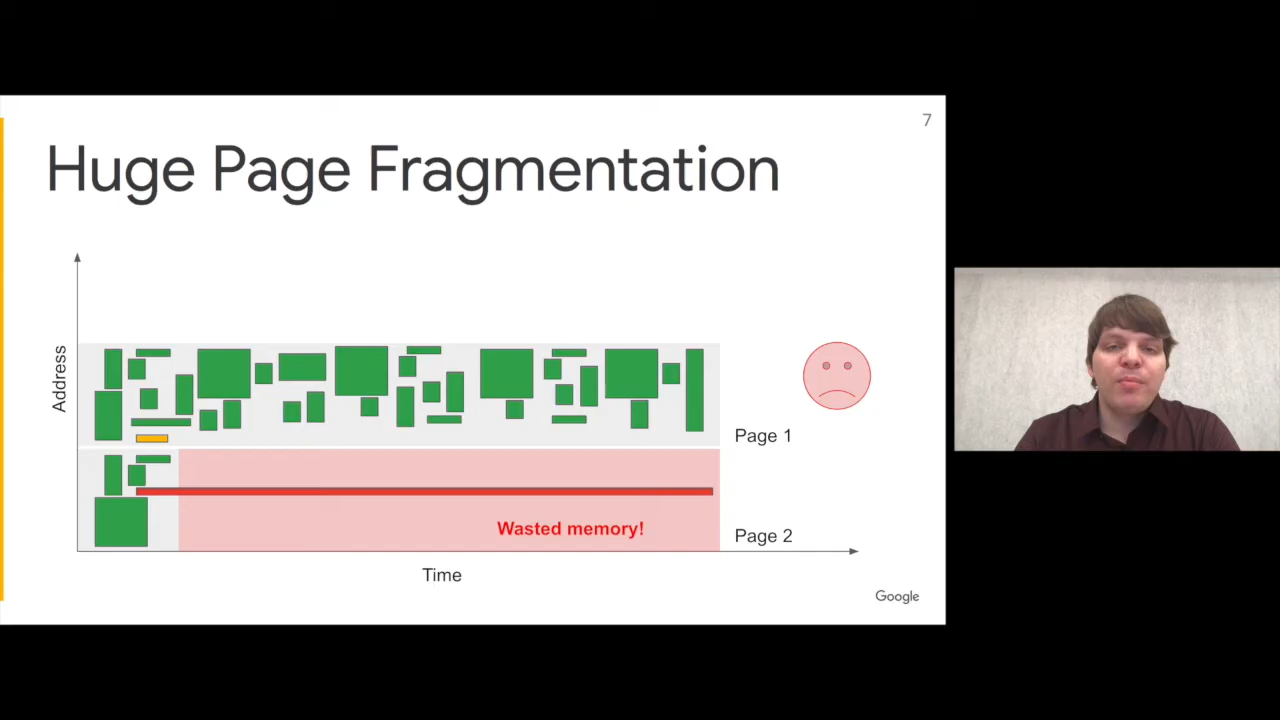 7
Huge Page Fragmentation
Address
Page 1
Wasted memory!
Page 2
Time
Google